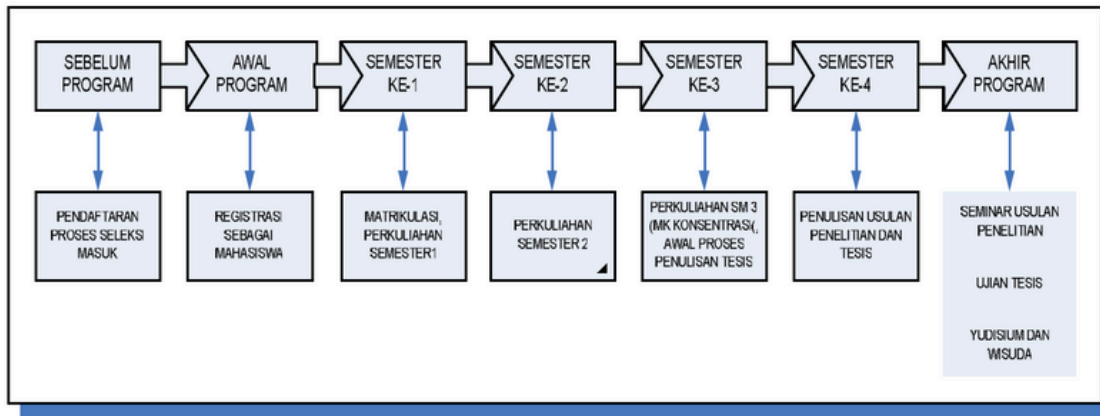 SEBELUM
PROGRAM
AWAL
PROGRAM
SEMESTER
KE-1
SEMESTER
KE-2
SEMESTER
KE-3
SEMESTER
KE-4
AKHIR
PROGRAM
PENDAFTARAN
PROSES SELEKSI
MASUK
REGISTRASI
SEBAGAI
MAHASISWA
MATRIKULASI,
PERKULIAHAN
SEMESTER1
PERKULIAHAN
SEMESTER 2
PERKULIAHAN SM 3
(MK KONSENTRASI(,
AWAL PROSES
PENULISAN TESIS
PENULISAN USULAN
PENELITIAN DAN
TESIS
SEMINAR USULAN
PENELITIAN
UJIAN TESIS
YUDISIUM DAN
WISUDA